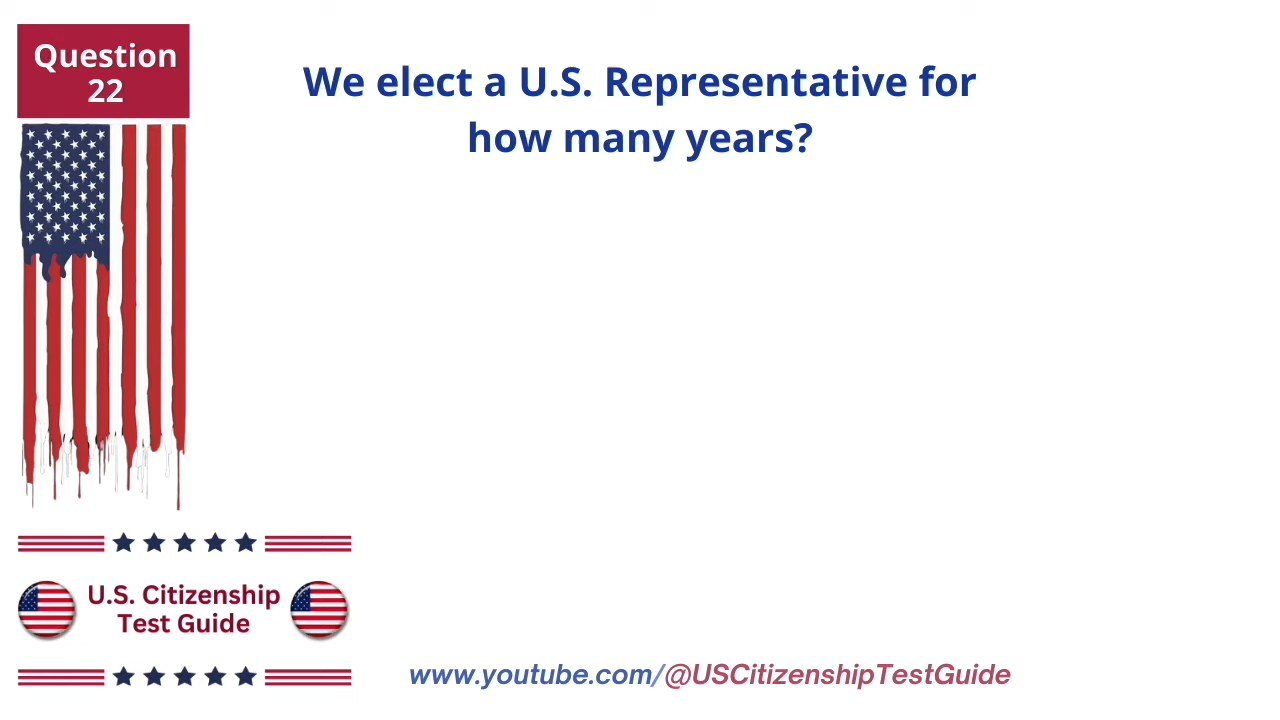 Question
22
We elect a U.S. Representative for
how many years?
U.S. Citizenship
Test Guide
www.youtube.com/@USCitizenshipTestGuide